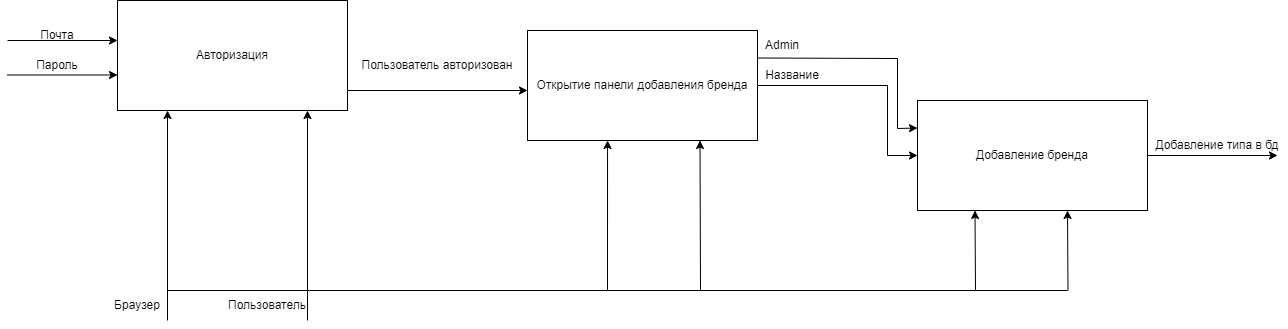 Почта
Пароль
Авторизация
Пользователь авторизован
Открытие панели добавления бренда
Admin
Название
Добавление бренда
Добавление типа в бд
Браузер
Пользователь